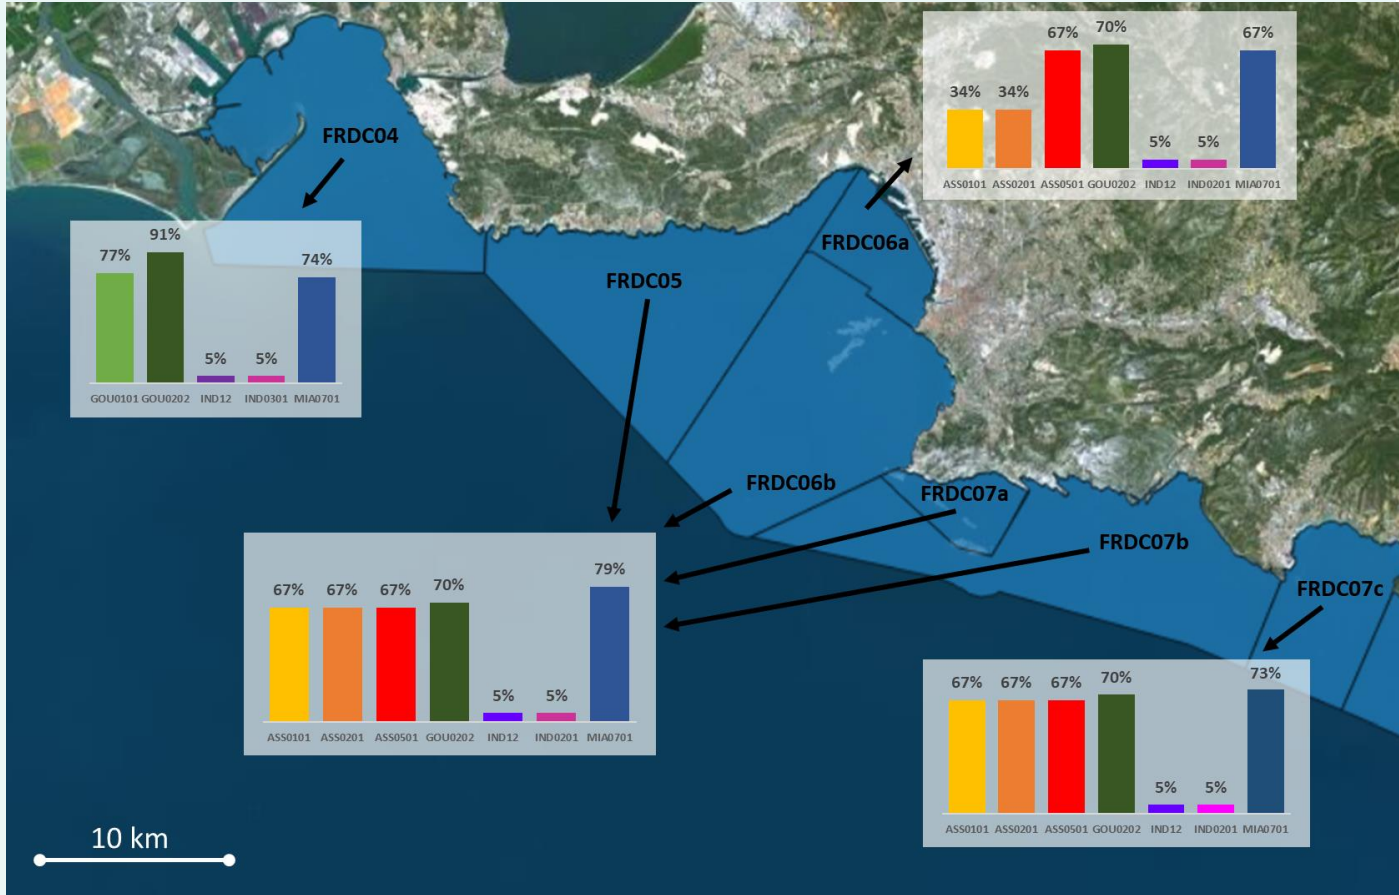 67% 70% 67%
34% 34% 5% 5%
ASS0101 ASS0201 ASS0501 GOU0202 IND12 IND0201 MIA0701
FRDC04
FRDC06a
77% 91% 5% 5% 74%
GOU0101 GOU0202 IND12 IND0301 MIA0701
FRDC05
FRDC06b
FRDC07a
FRDC07b
FRDC07c
67% 67% 67% 70% 5% 5% 79%
ASS0101 ASS0201 ASS0501 GOU0202 IND12 IND0201 MIA0701
67% 67% 67% 70% 5% 5% 73%
ASS0101 ASS0201 ASS0501 GOU0202 IND12 IND0201 MIA0701
10 km